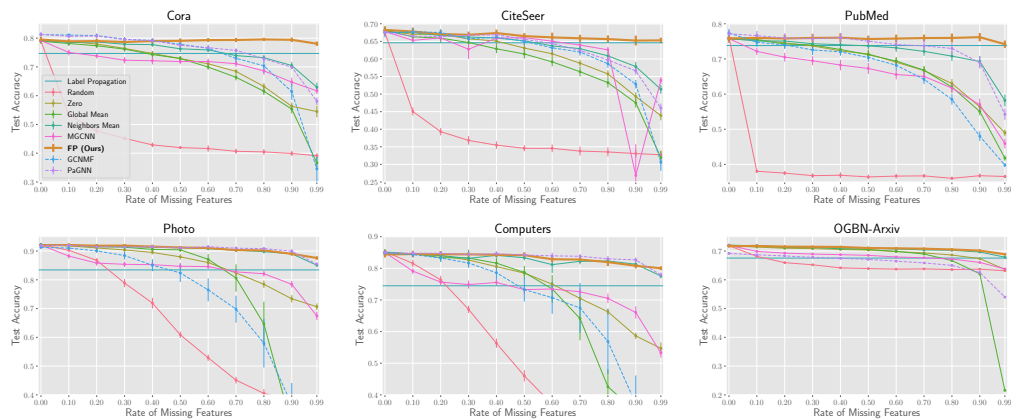 Cora
CiteSeer
PubMed
Test Accuracy
0.8
0.7
0.6
0.5
0.4
0.3
Label Propagation
Random
Zero
Global Mean
Neighbors Mean
MGCNN
FP (Ours)
GCNMF
PaGNN
0.00 0.10 0.20 0.30 0.40 0.50 0.60 0.70 0.80 0.90 0.99
Rate of Missing Features
Test Accuracy
0.70
0.65
0.60
0.55
0.50
0.45
0.40
0.35
0.30
0.25
0.00 0.10 0.20 0.30 0.40 0.50 0.60 0.70 0.80 0.90 0.99
Rate of Missing Features
Test Accuracy
0.8
0.7
0.6
0.5
0.4
0.00 0.10 0.20 0.30 0.40 0.50 0.60 0.70 0.80 0.90 0.99
Rate of Missing Features
Photo
Computers
OGBN-Arxiv
Test Accuracy
0.9
0.8
0.7
0.6
0.5
0.4
0.00 0.10 0.20 0.30 0.40 0.50 0.60 0.70 0.80 0.90 0.99
Rate of Missing Features
Test Accuracy
0.9
0.8
0.7
0.6
0.5
0.4
0.00 0.10 0.20 0.30 0.40 0.50 0.60 0.70 0.80 0.90 0.99
Rate of Missing Features
Test Accuracy
0.7
0.6
0.5
0.4
0.3
0.2
0.00 0.10 0.20 0.30 0.40 0.50 0.60 0.70 0.80 0.90 0.99
Rate of Missing Features